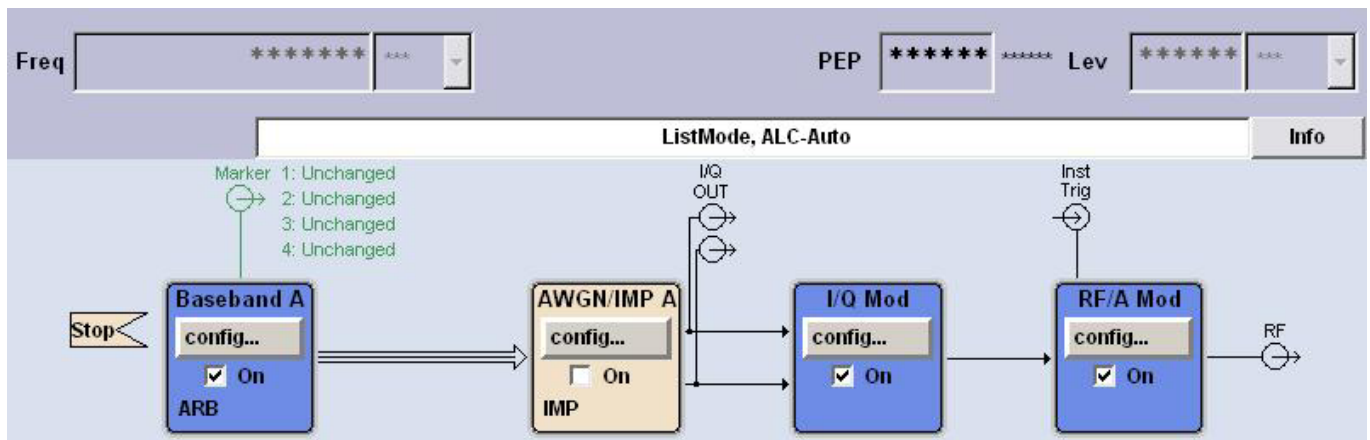 Freq ******* *** PEP ****** ****** Lev ****** ***
ListMode, ALC-Auto Info
Marker 1: Unchanged
2: Unchanged
3: Unchanged
4: Unchanged
I/Q
OUT
Inst
Trig
Stop
Baseband A
config...
On
ARB
AWGN/IMP A
config...
On
IMP
I/Q Mod
config...
On
RF/A Mod
config...
On
RF